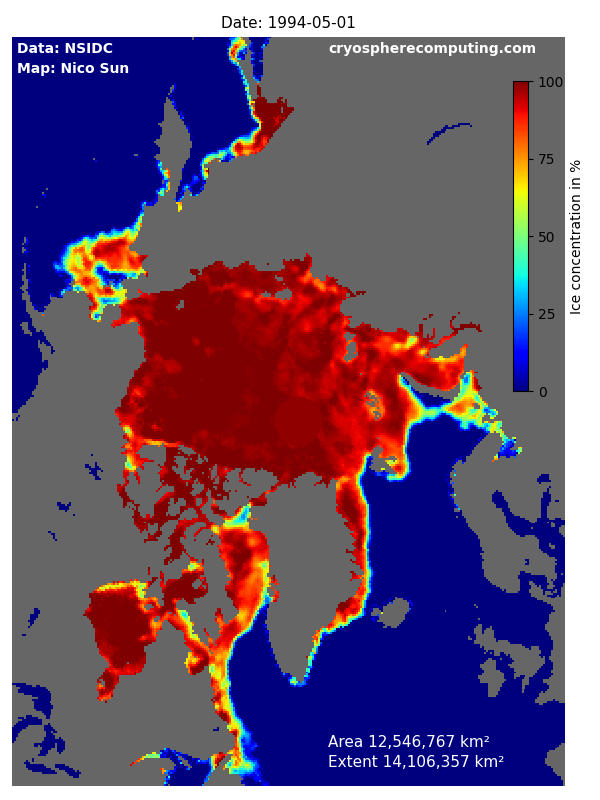 Date: 1994-05-01
Data: NSIDC
Map: Nico Sun
cryospherecomputing.com
100
75
50
25
0
Ice concentration in %
Area 12,546,767 km²
Extent 14,106,357 km²